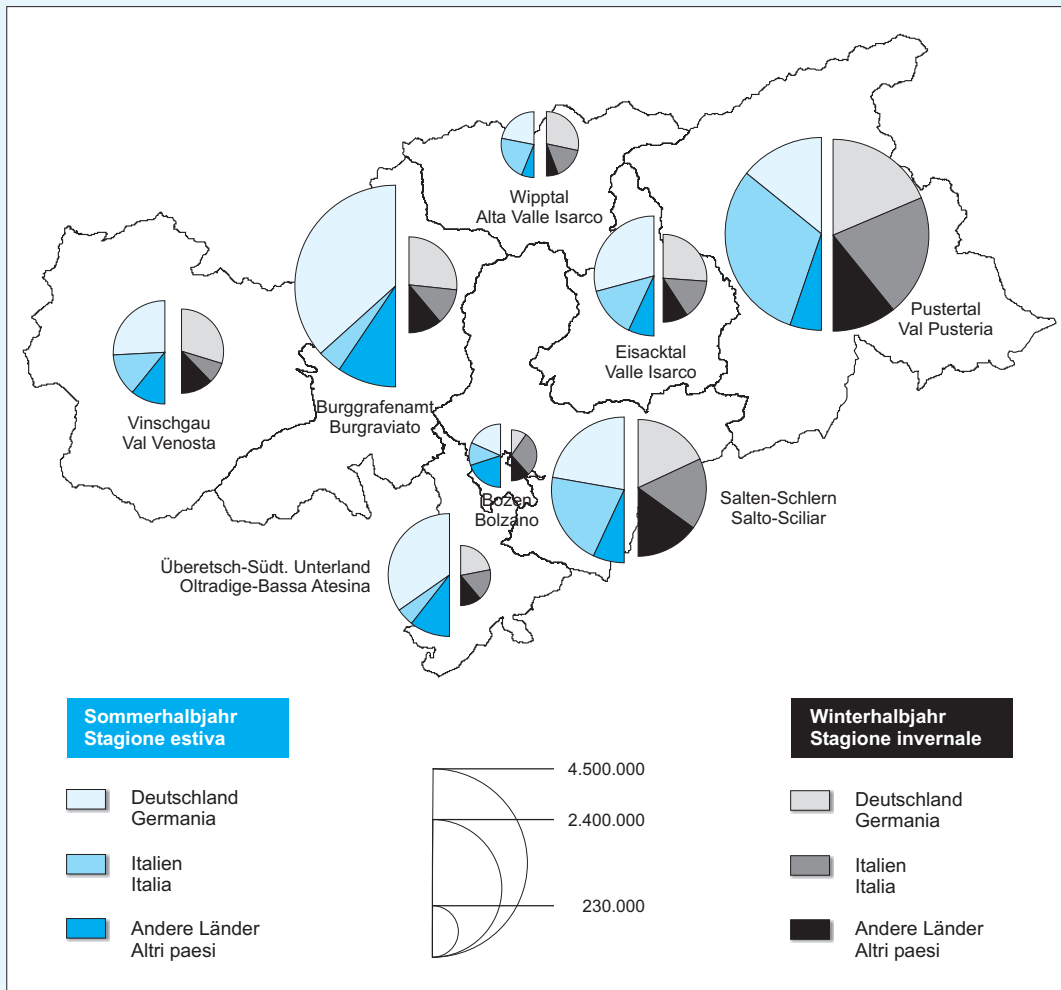 Wipptal
Alta Valle Isarco
Pustertal
Val Pusteria
Eisacktal
Valle Isarco
Burggrafenamt
Burgraviato
Vinschgau
Val Venosta
Bozen
Bolzano
Salten-Schlern
Salto-Sciliar
Überetsch-Südt. Unterland
Oltradige-Bassa Atesina
Sommerhalbjahr
Stagione estiva
Deutschland
Germania
Italien
Italia
Andere Länder
Altri paesi
4.500.000
2.400.000
230.000
Winterhalbjahr
Stagione invernale
Deutschland
Germania
Italien
Italia
Andere Länder
Altri paesi